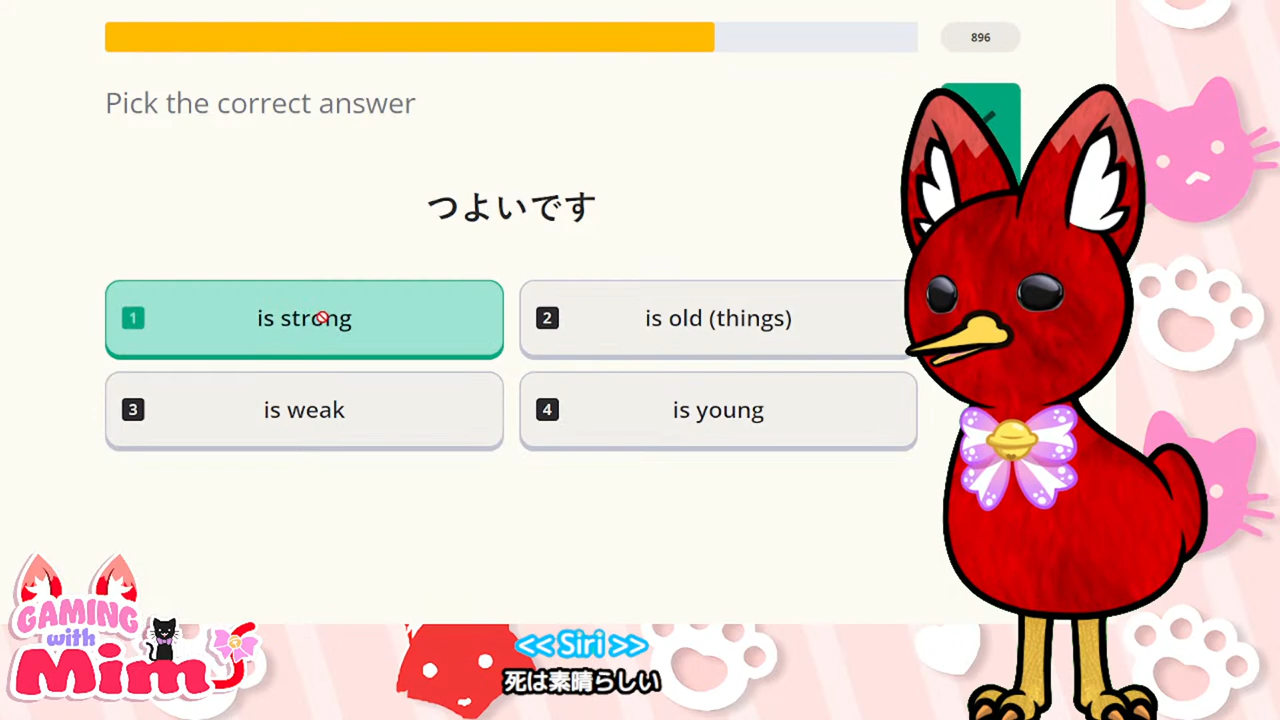 896
Pick the correct answer
つよいです
1 is strong
2 is old (things)
3 is weak
4 is young
GAMING
with
Mim
<< Siri >>
死は素晴らしい